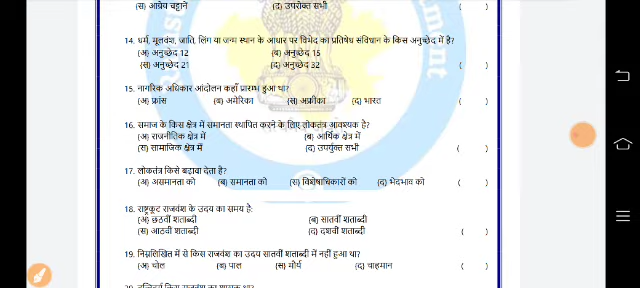 (स) आग्नेय चट्टाने (द) उपरोक्त सभी ( )
14. धर्म, मूलवंश, जाति, लिंग या जन्म स्थान के आधार पर विभेद का प्रतिषेध संविधान के किस अनुच्छेद में है?
(अ) अनुच्छेद 12 (ब) अनुच्छेद 15
(स) अनुच्छेद 21 (द) अनुच्छेद 32 ( )
15. नागरिक अधिकार आंदोलन कहाँ प्रारम्भ हुआ था?
(अ) फ्रांस (ब) अमेरिका (स) अफ्रीका (द) भारत ( )
16. समाज के किस क्षेत्र में समानता स्थापित करने के लिए लोकतंत्र आवश्यक है?
(अ) राजनीतिक क्षेत्र में (ब) आर्थिक क्षेत्र में
(स) सामाजिक क्षेत्र में (द) उपर्युक्त सभी ( )
17. लोकतंत्र किसे बढ़ावा देता है?
(अ) असमानता को (ब) समानता को (स) विशेषाधिकारों को (द) भेदभाव को ( )
18. राष्ट्रकूट राजवंश के उदय का समय है:
(अ) छठवीं शताब्दी (ब) सातवीं शताब्दी
(स) आठवीं शताब्दी (द) दशवीं शताब्दी ( )
19. निम्नलिखित में से किस राजवंश का उदय सातवीं शताब्दी में नहीं हुआ था?
(अ) चोल (ब) पाल (स) मौर्य (द) चाहमान ( )